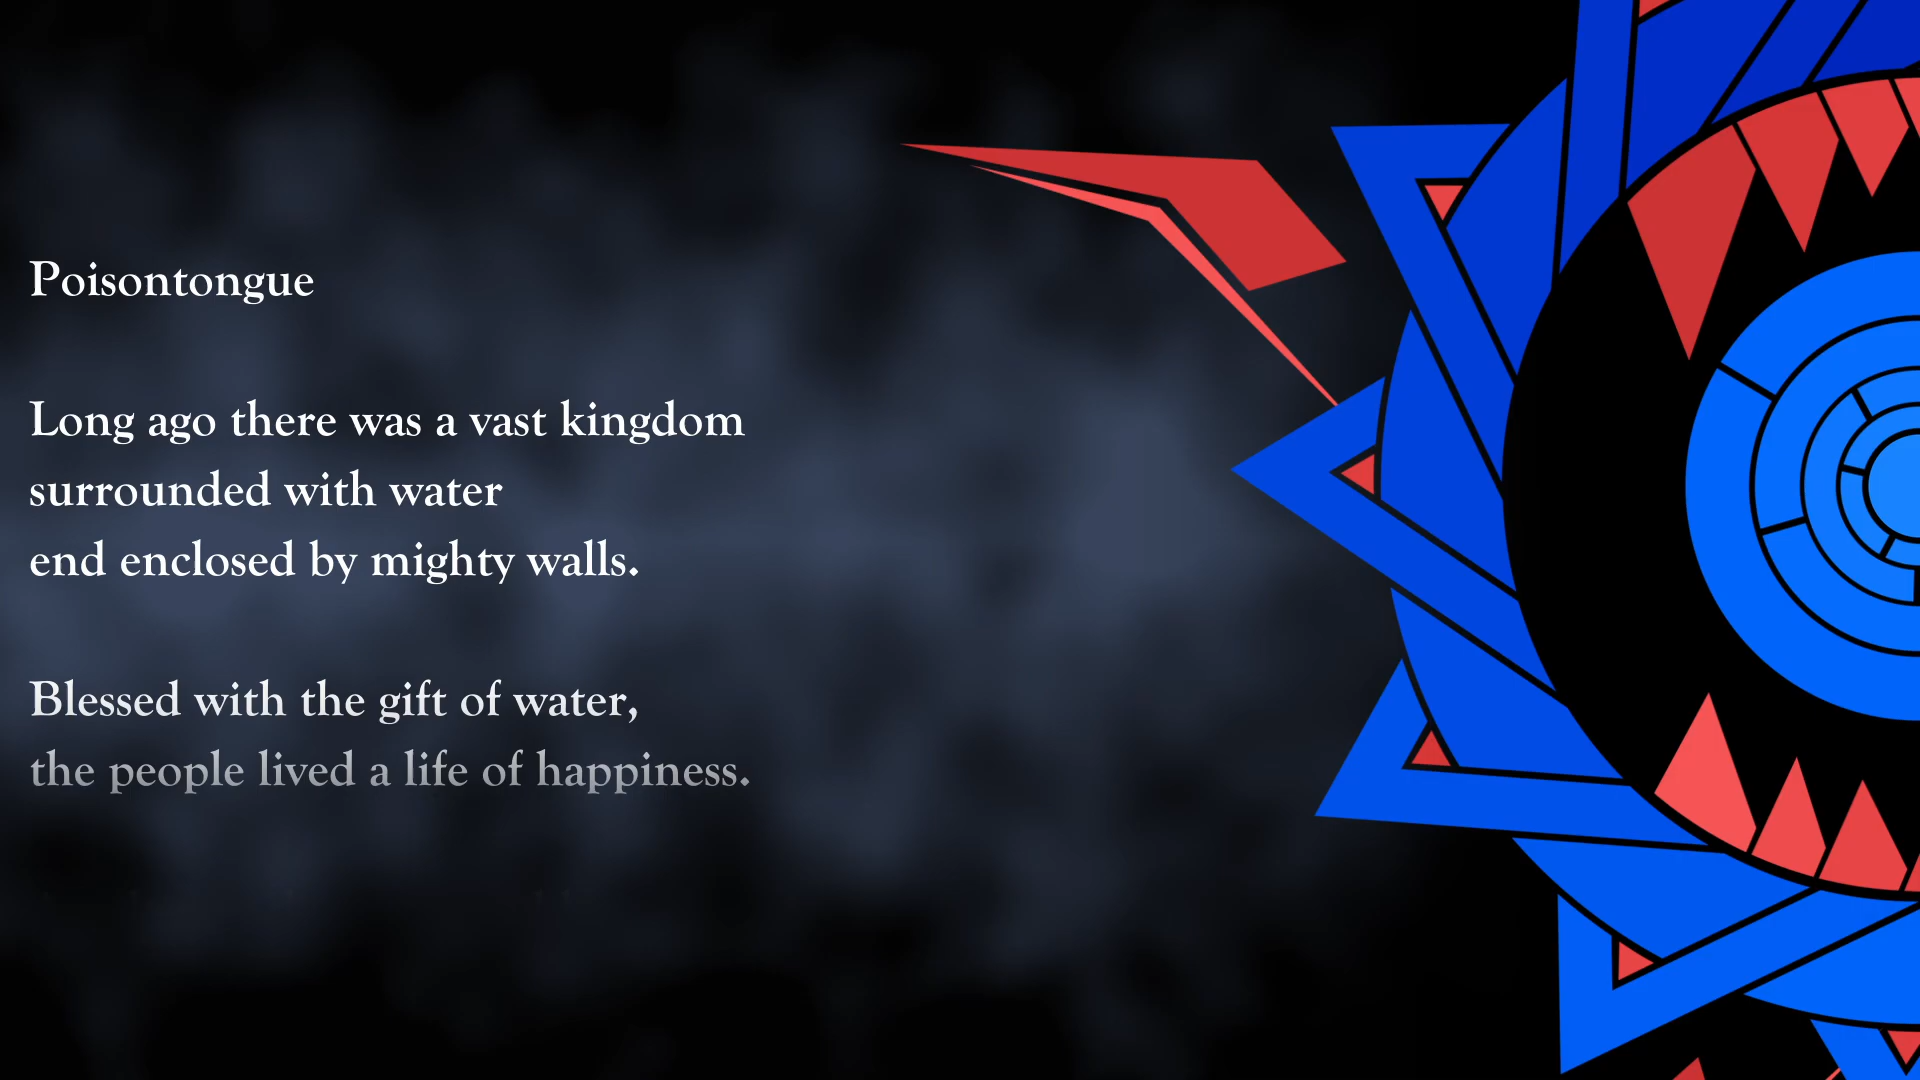 Poisontongue
Long ago there was a vast kingdom
surrounded with water
end enclosed by mighty walls.
Blessed with the gift of water,
the people lived a life of happiness.